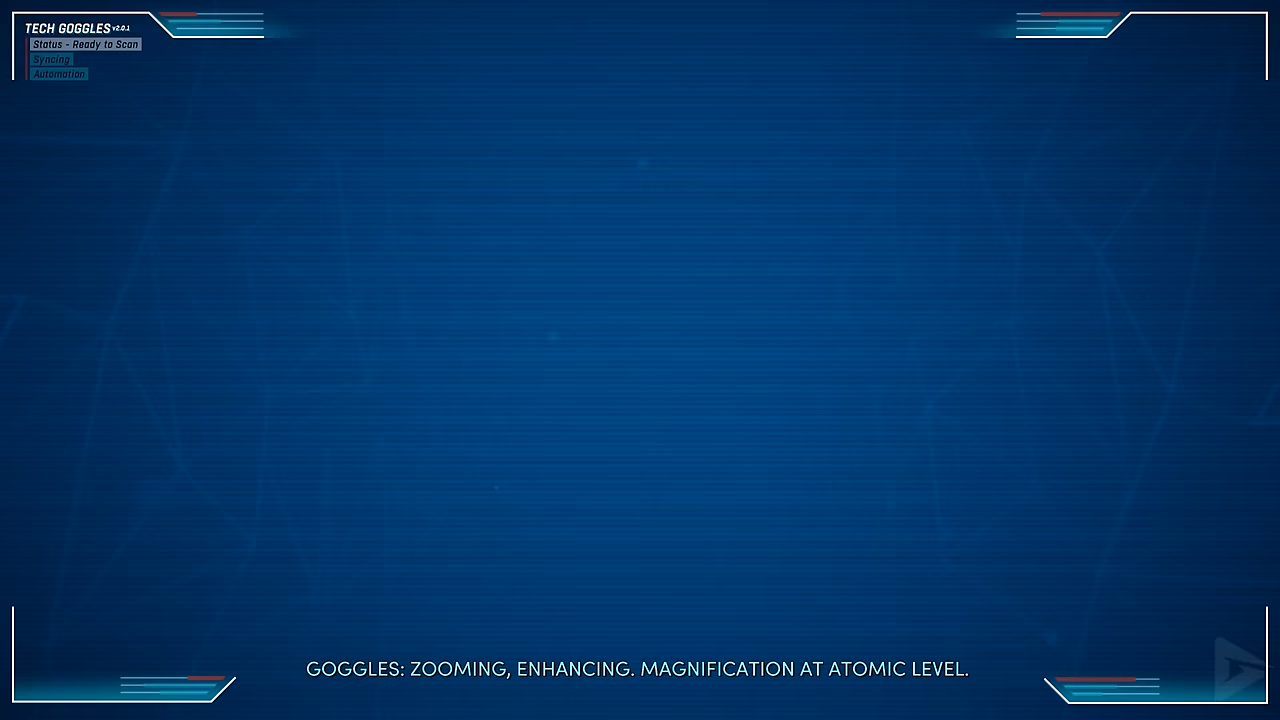 TECH GOGGLES v2.0.1
Status - Ready to Scan
Syncing
Automation
GOGGLES: ZOOMING, ENHANCING. MAGNIFICATION AT ATOMIC LEVEL.